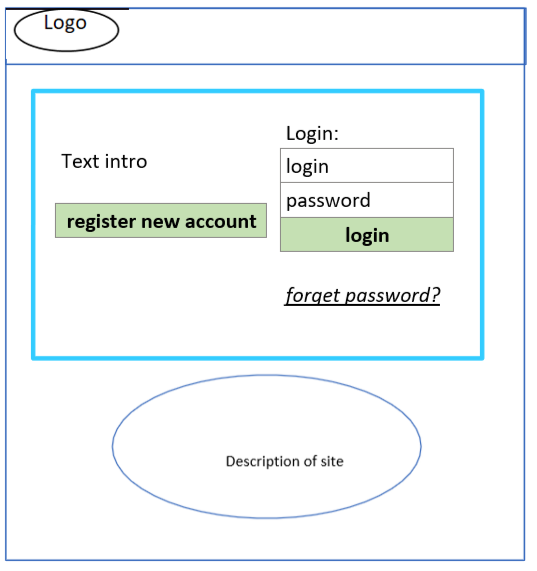 Logo
Text intro
register new account
Login:
login
password
login
forget password?
Description of site